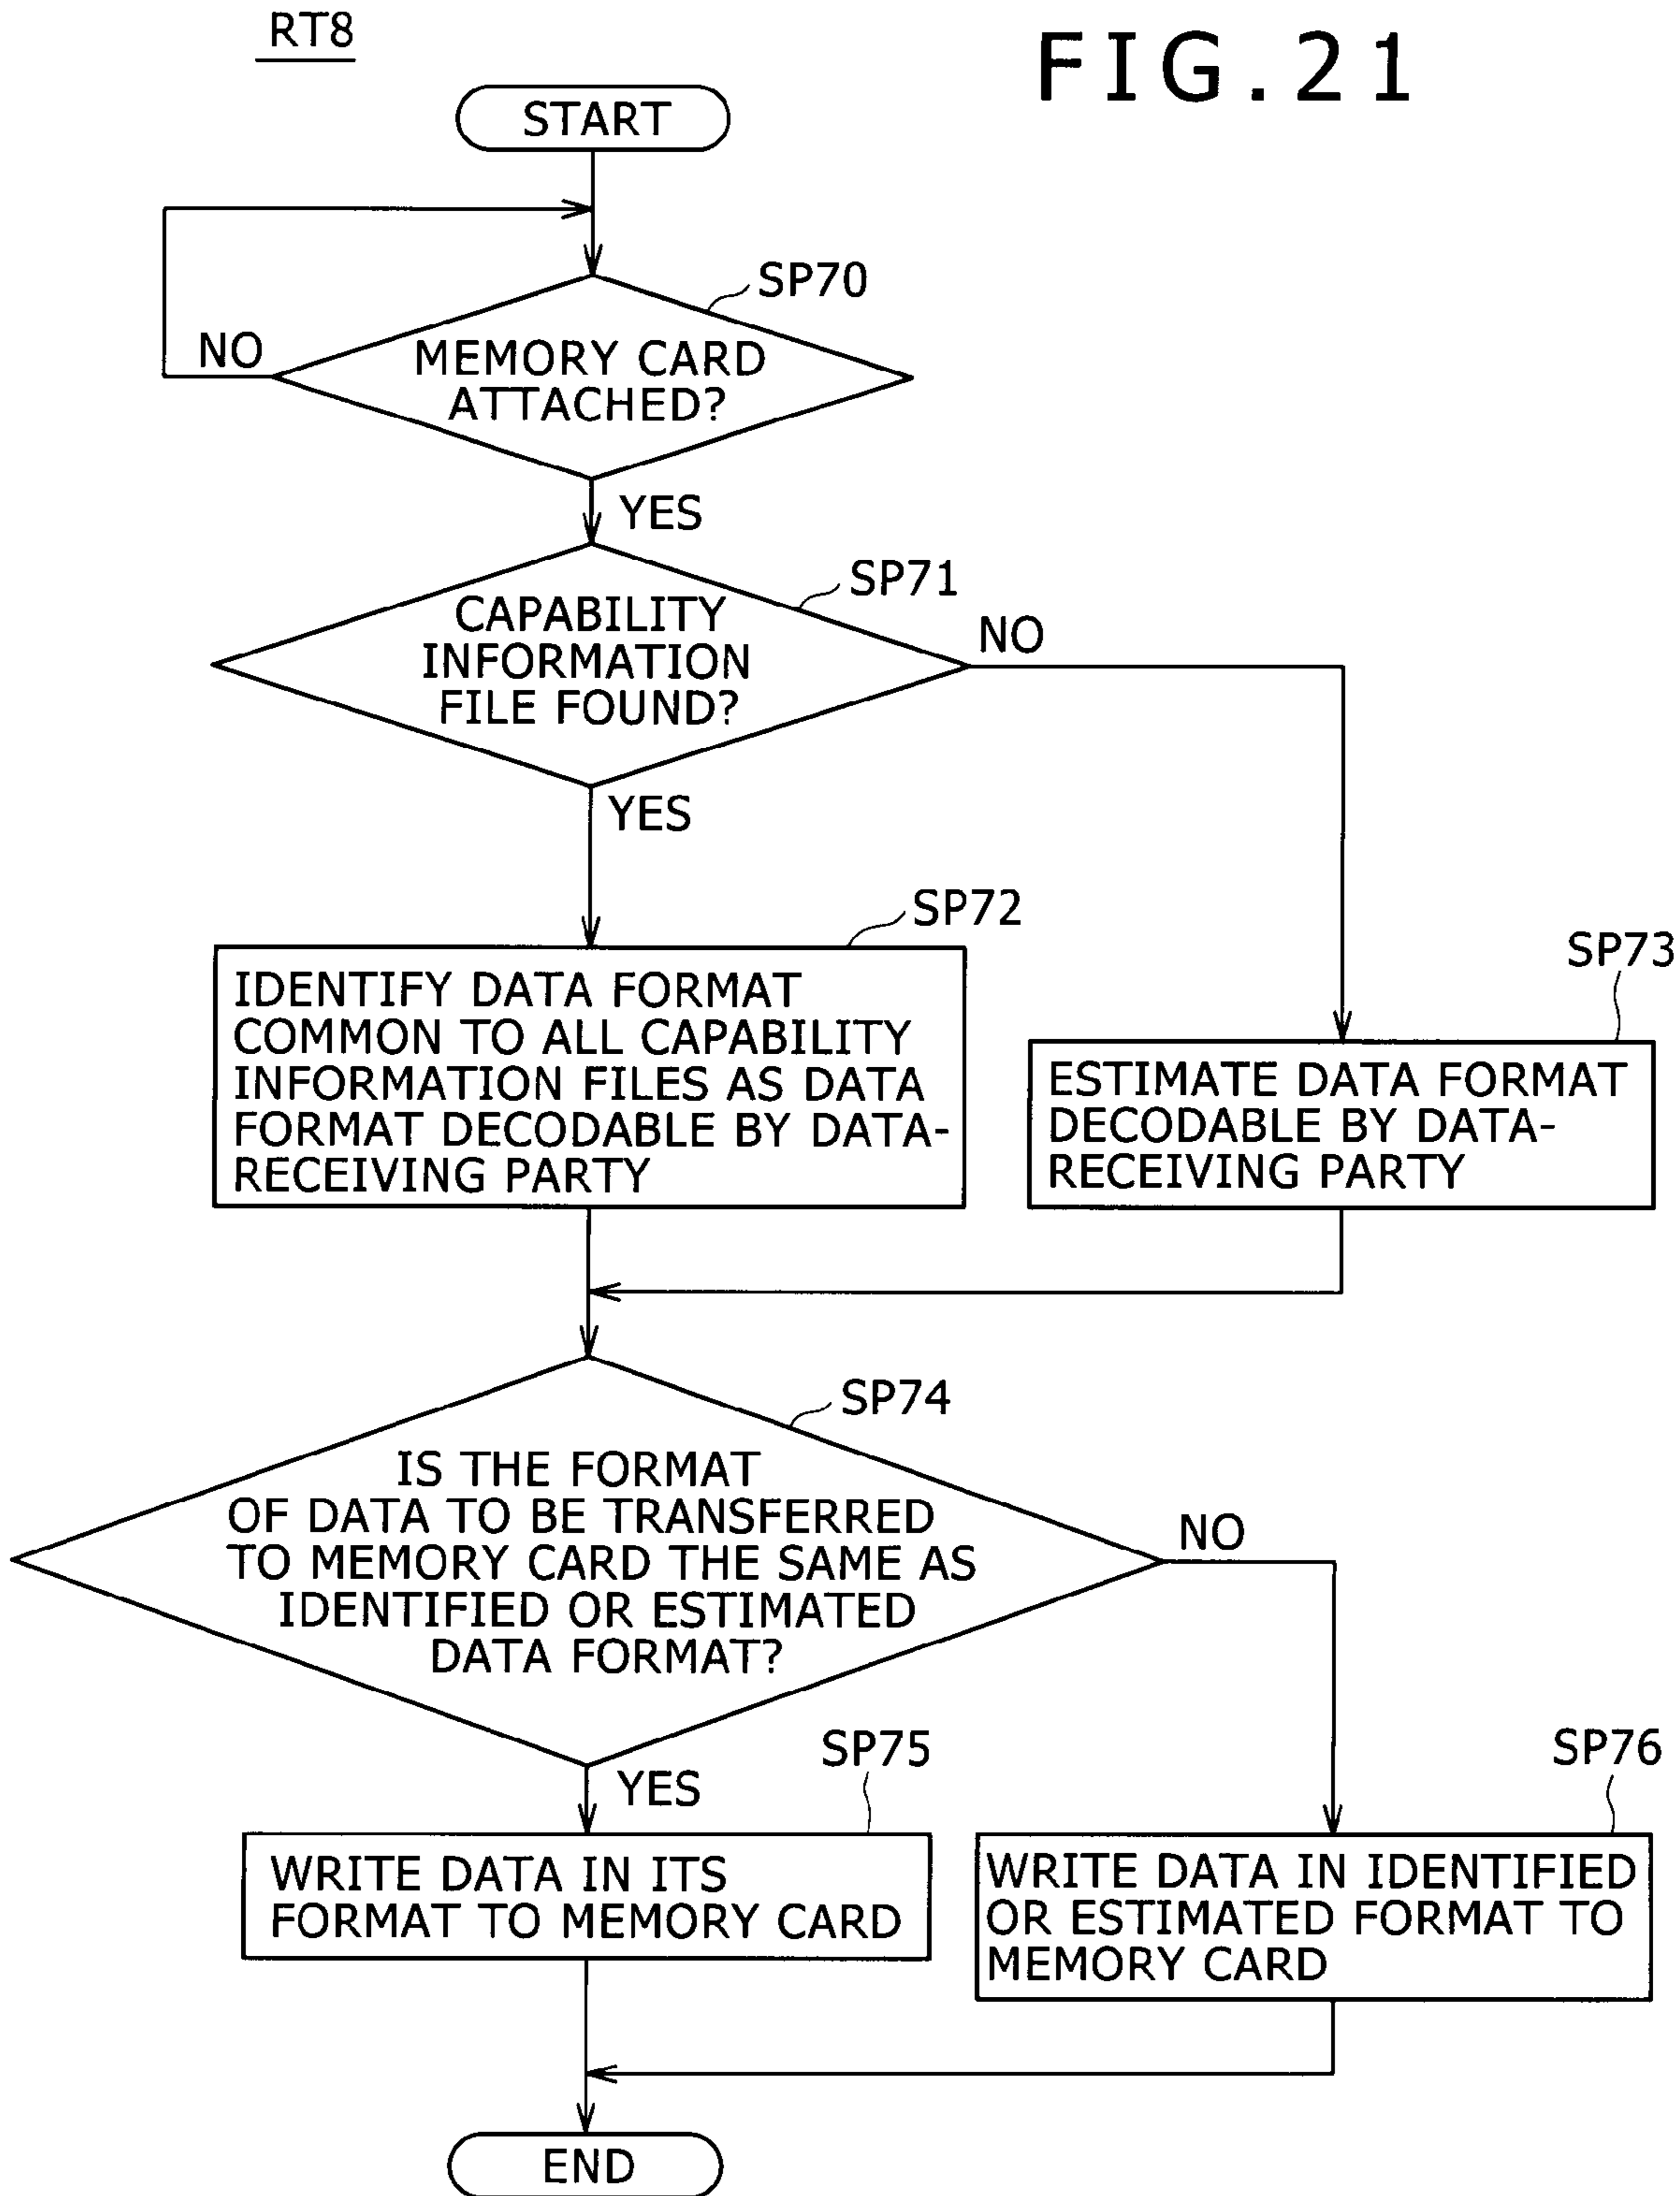 RT8
FIG.21
START
SP70
NO
MEMORY CARD
ATTACHED?
YES
SP71
CAPABILITY
INFORMATION
FILE FOUND?
NO
YES
SP72
IDENTIFY DATA FORMAT
COMMON TO ALL CAPABILITY
INFORMATION FILES AS DATA
FORMAT DECODABLE BY DATA-
RECEIVING PARTY
SP73
ESTIMATE DATA FORMAT
DECODABLE BY DATA-
RECEIVING PARTY
SP74
IS THE FORMAT
OF DATA TO BE TRANSFERRED
TO MEMORY CARD THE SAME AS
IDENTIFIED OR ESTIMATED
DATA FORMAT?
NO
YES
SP75
WRITE DATA IN ITS
FORMAT TO MEMORY CARD
SP76
WRITE DATA IN IDENTIFIED
OR ESTIMATED FORMAT TO
MEMORY CARD
END